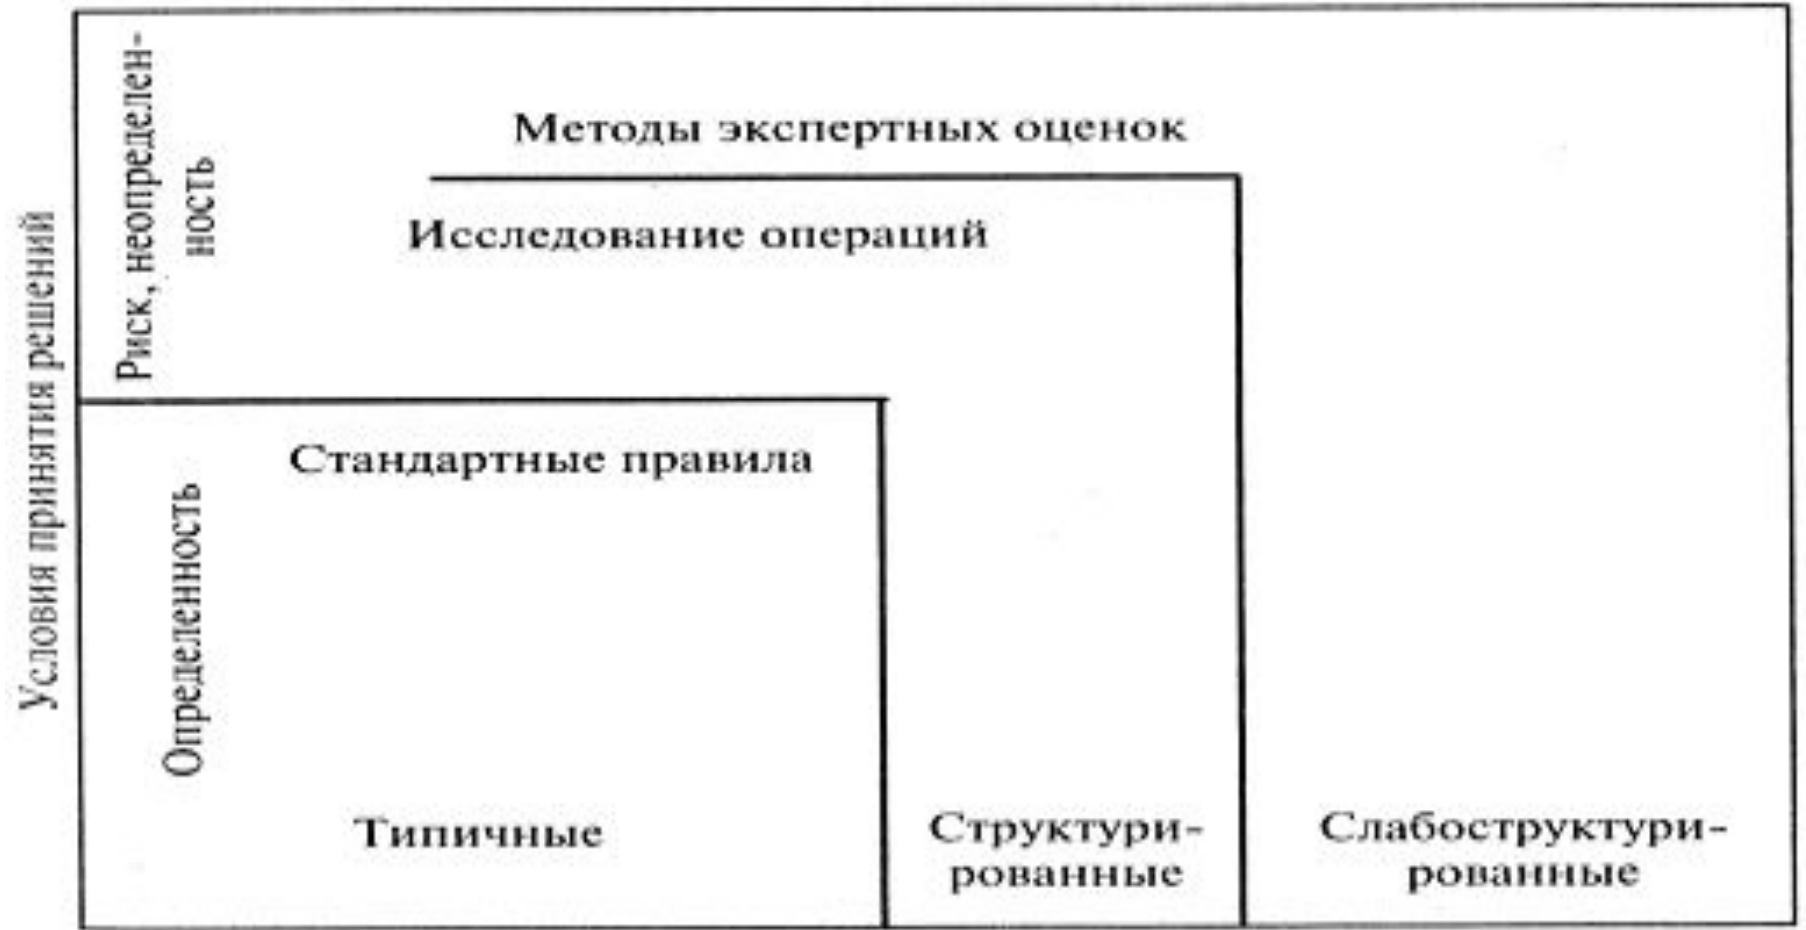 Условия принятия решений
Риск, неопределен-
ность
Определенность
Методы экспертных оценок
Исследование операций
Стандартные правила
Типичные
Структури-
рованные
Слабоструктури-
рованные